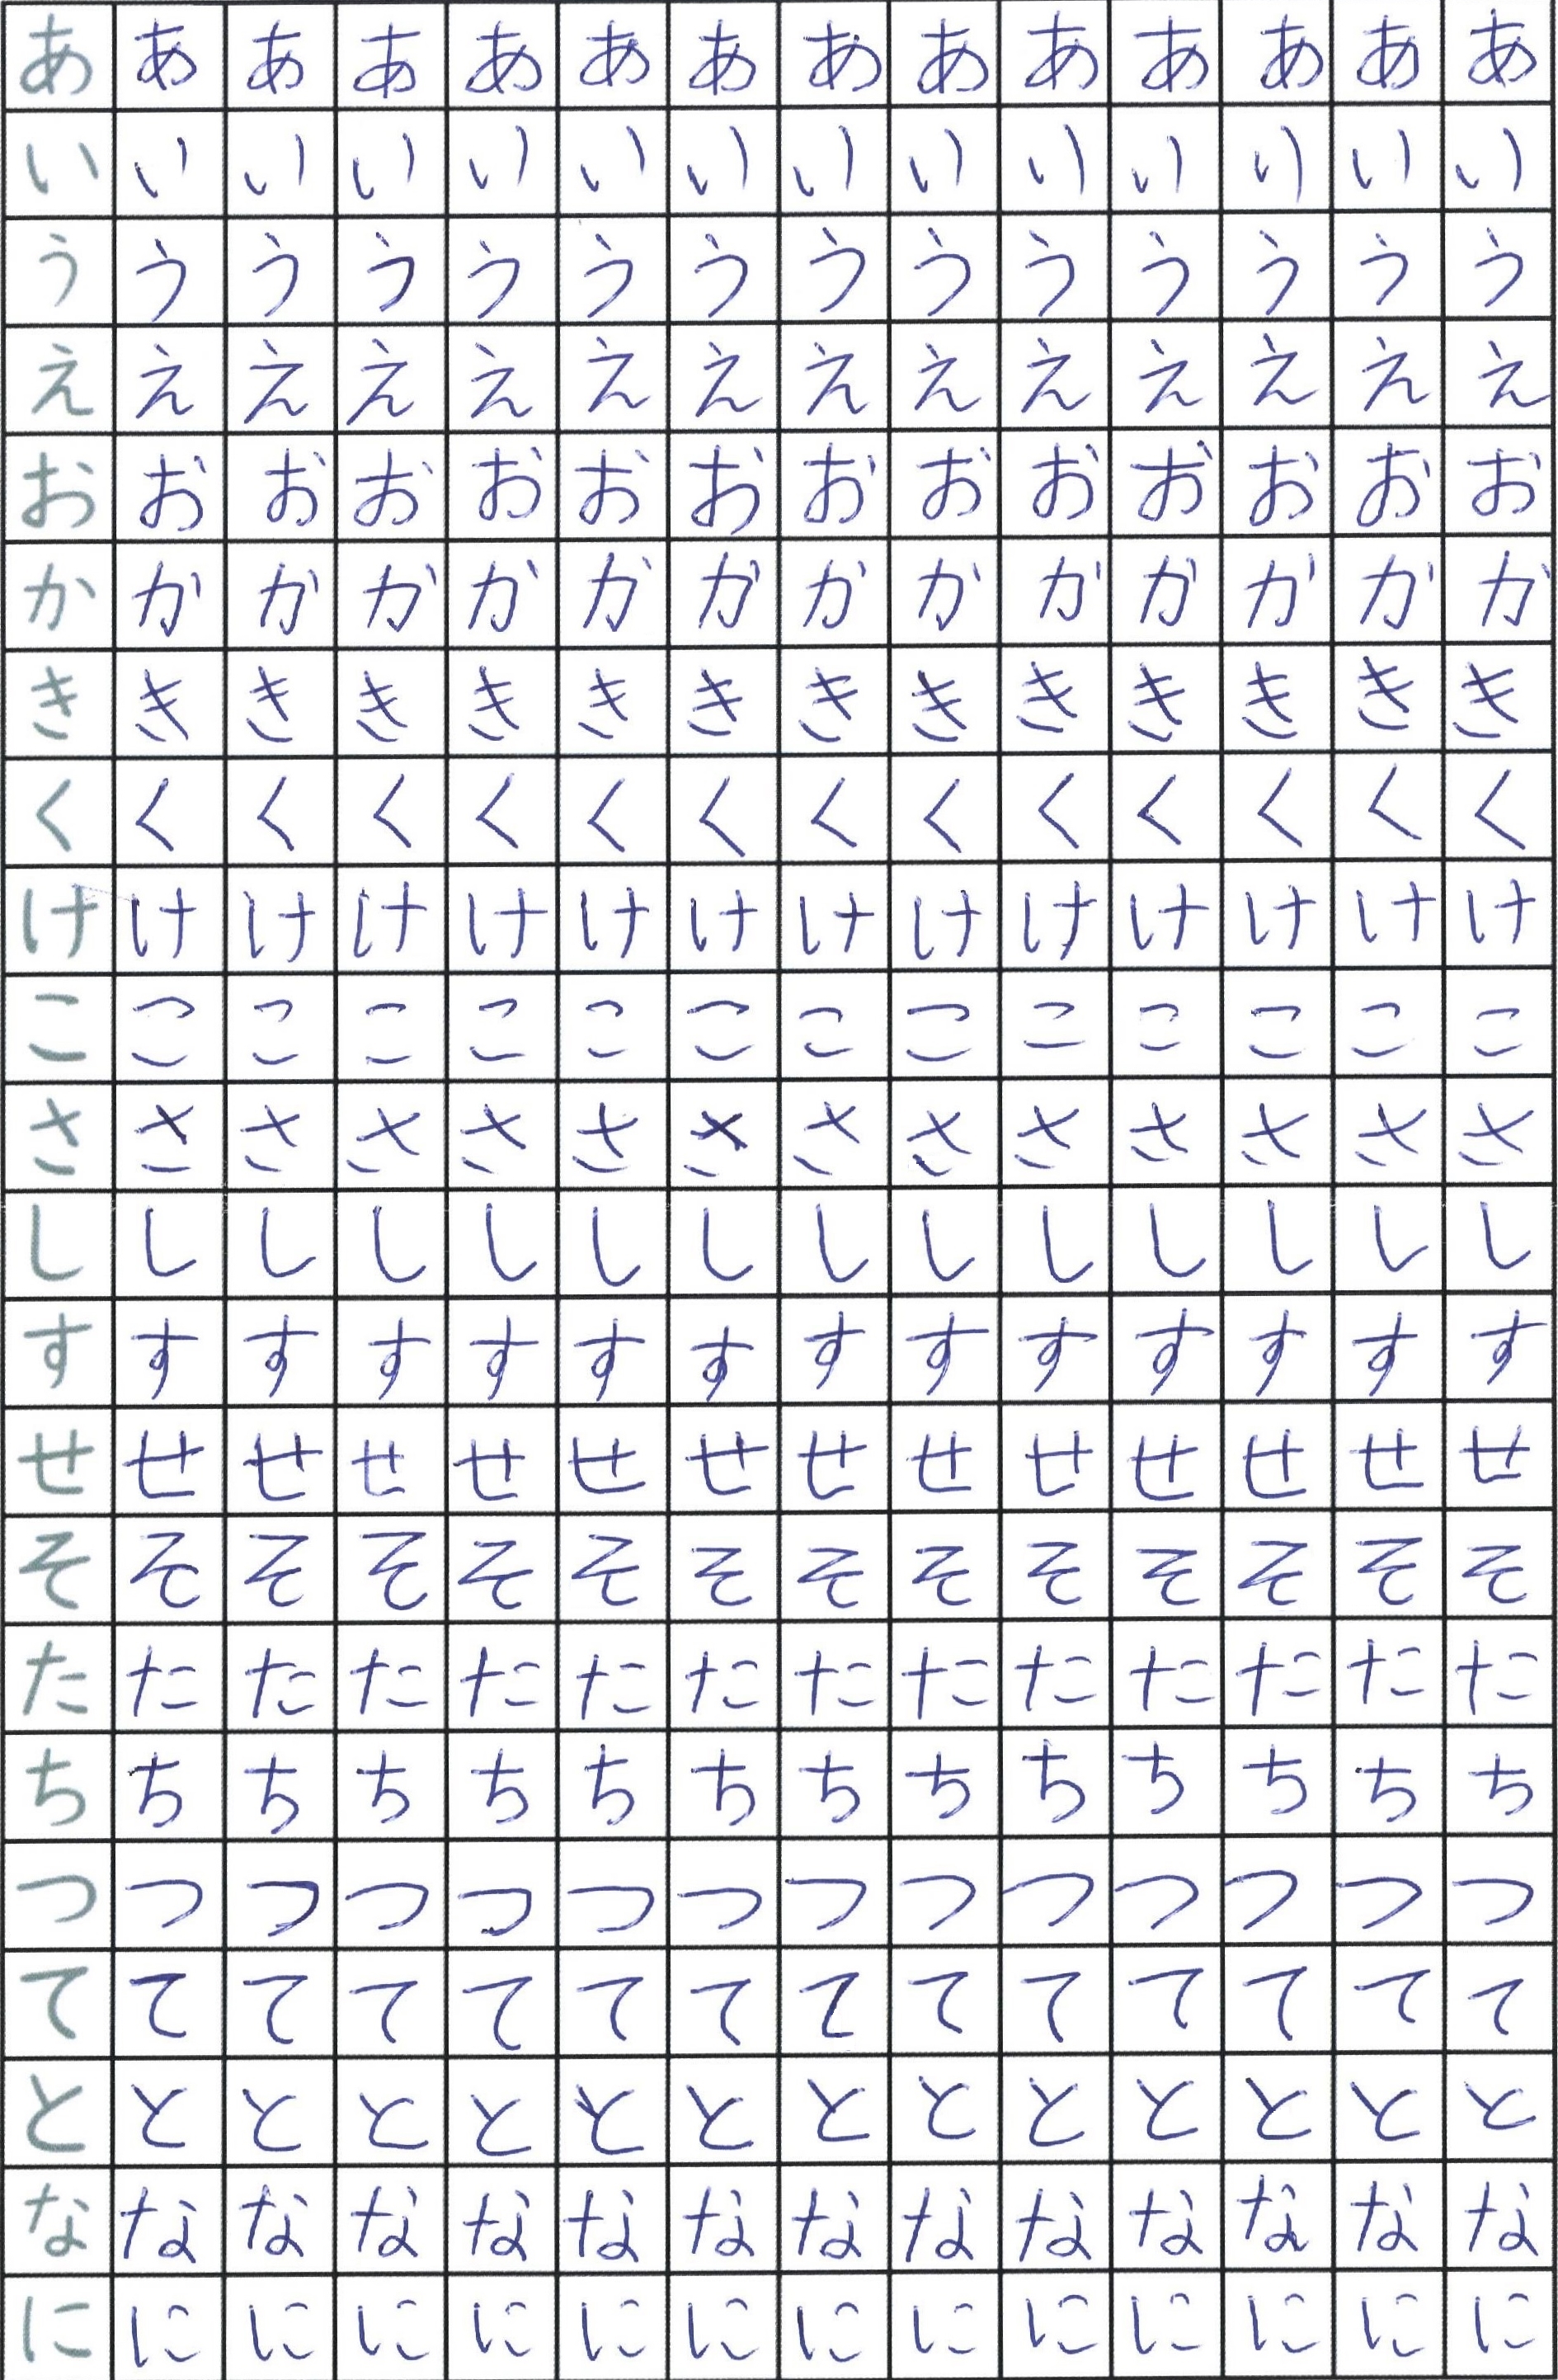 あ あ あ あ あ あ あ あ あ あ あ あ あ あ
い い い い い い い い い い い い い い
う う う う う う う う う う う う う う
え え え え え え え え え え え え え え
お お お お お お お お お お お お お お
か か か か か か か か か か か か か か
き き き き き き き き き き き き き き
く く く く く く く く く く く く く く
け け け け け け け け け け け け け け
こ こ こ こ こ こ こ こ こ こ こ こ こ こ
さ さ さ さ さ さ さ さ さ さ さ さ さ さ
し し し し し し し し し し し し し し
す す す す す す す す す す す す す す
せ せ せ せ せ せ せ せ せ せ せ せ せ せ
そ そ そ そ そ そ そ そ そ そ そ そ そ そ
た た た た た た た た た た た た た た
ち ち ち ち ち ち ち ち ち ち ち ち ち ち
つ つ つ つ つ つ つ つ つ つ つ つ つ つ
て て て て て て て て て て て て て て
と と と と と と と と と と と と と と
な な な な な な な な な な な な な な
に に に に に に に に に に に に に に